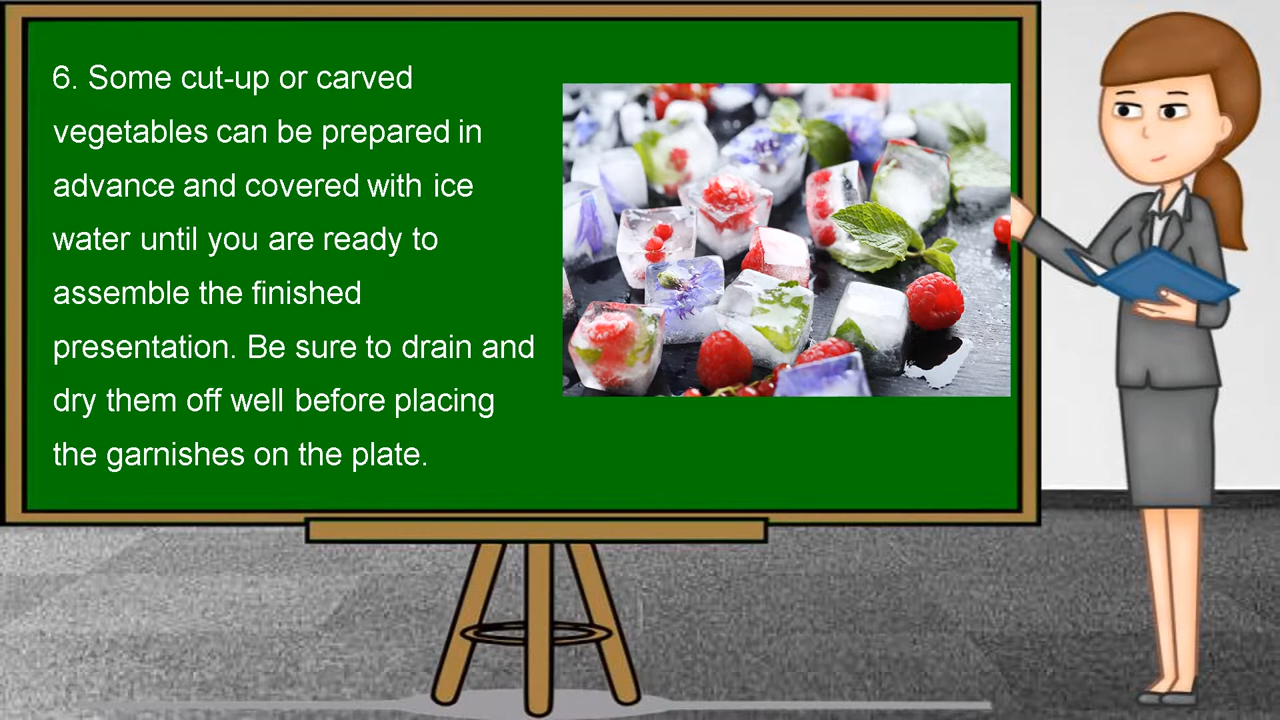 6. Some cut-up or carved
vegetables can be prepared in
advance and covered with ice
water until you are ready to
assemble the finished
presentation. Be sure to drain and
dry them off well before placing
the garnishes on the plate.